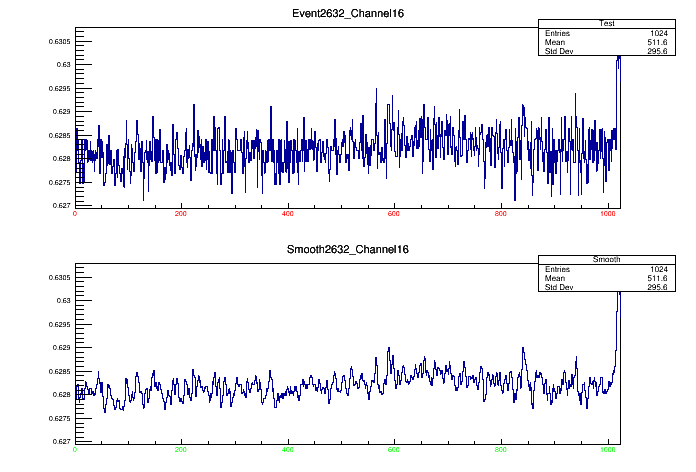 Event2632_Channel16
Test
Entries 1024
Mean 511.6
Std Dev 295.6
0.6305
0.63
0.6295
0.629
0.6285
0.628
0.6275
0.627
0 200 400 600 800 1000
Smooth2632_Channel16
Smooth
Entries 1024
Mean 511.6
Std Dev 295.6
0.6305
0.63
0.6295
0.629
0.6285
0.628
0.6275
0.627
0 200 400 600 800 1000